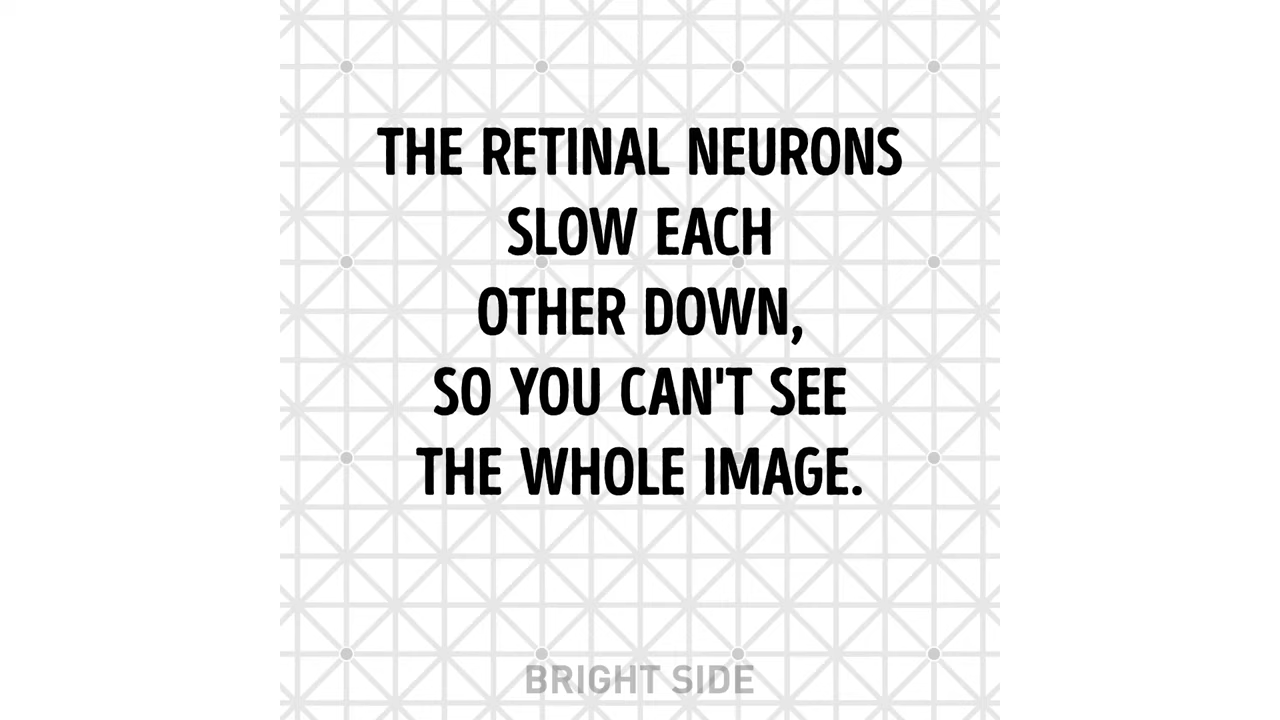 THE RETINAL NEURONS
SLOW EACH
OTHER DOWN,
SO YOU CAN'T SEE
THE WHOLE IMAGE.
BRIGHT SIDE